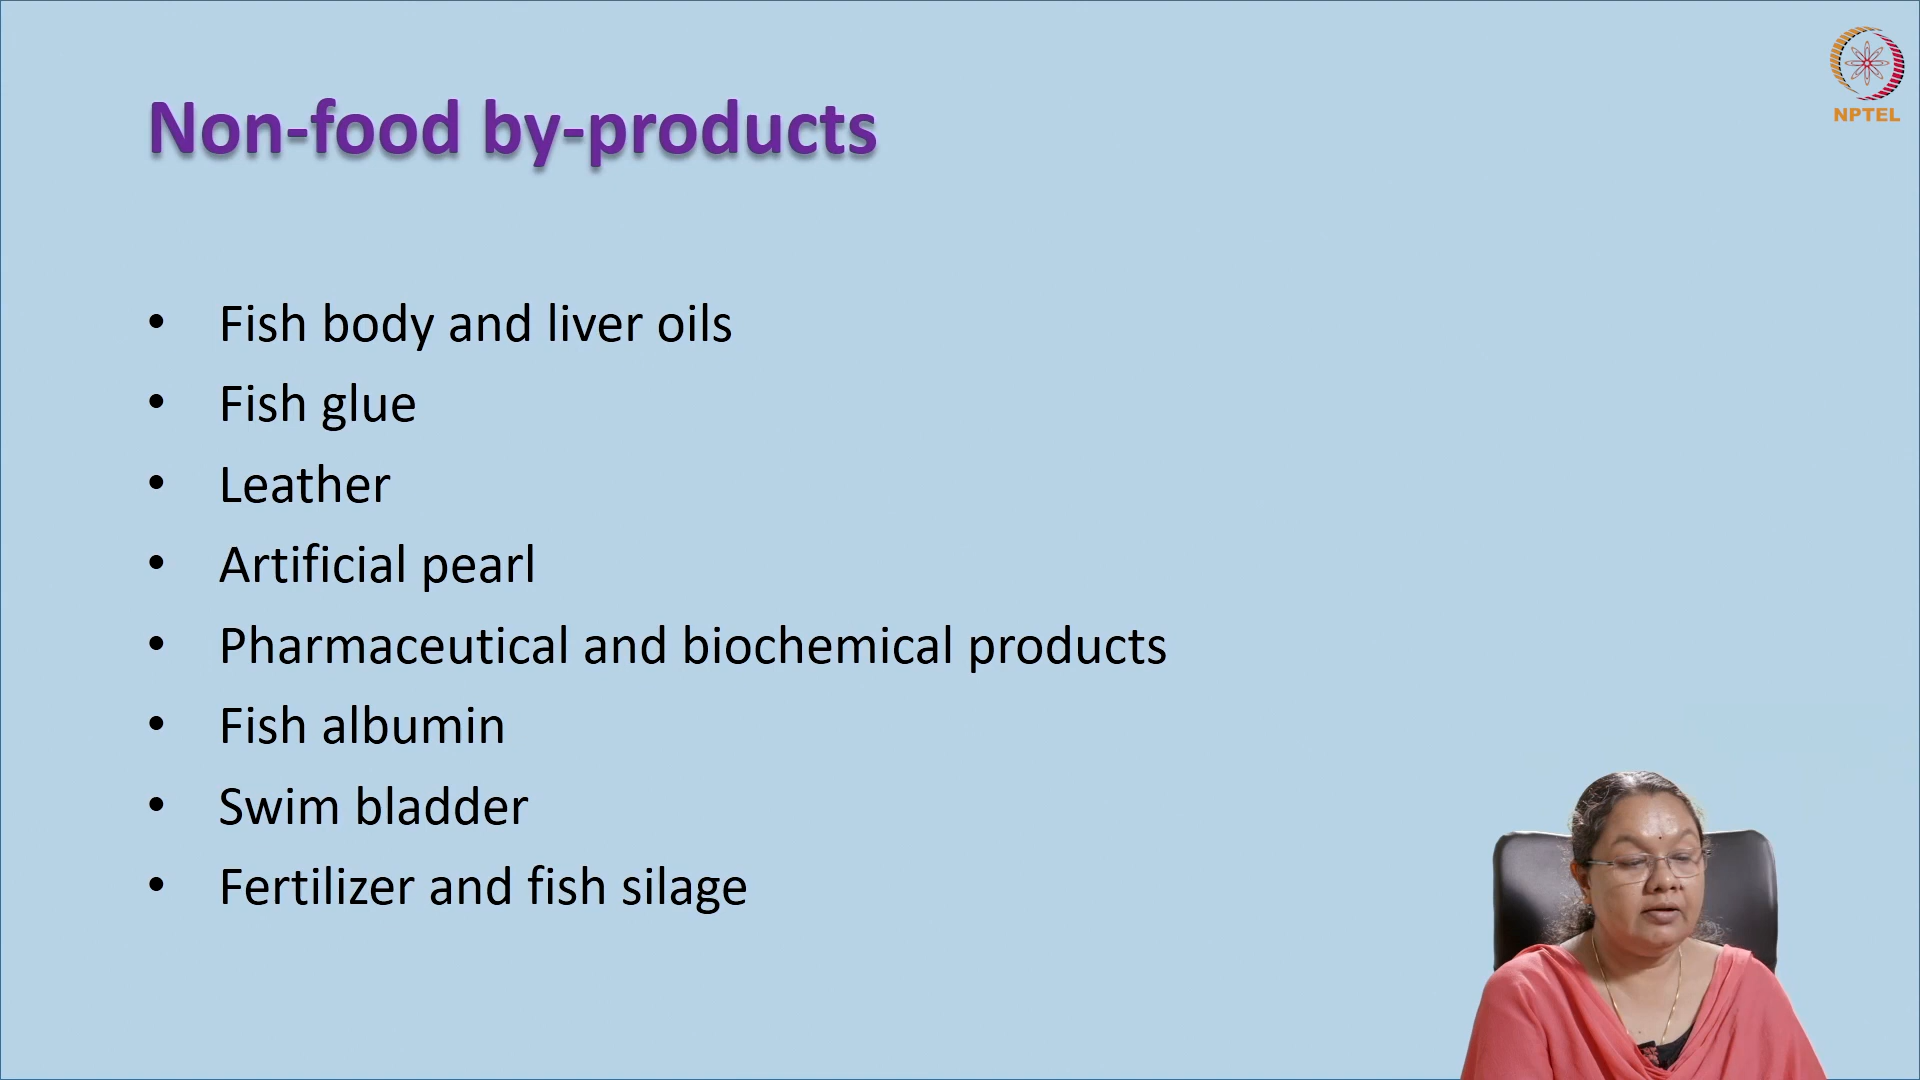 NPTEL
Non-food by-products
• Fish body and liver oils
• Fish glue
• Leather
• Artificial pearl
• Pharmaceutical and biochemical products
• Fish albumin
• Swim bladder
• Fertilizer and fish silage